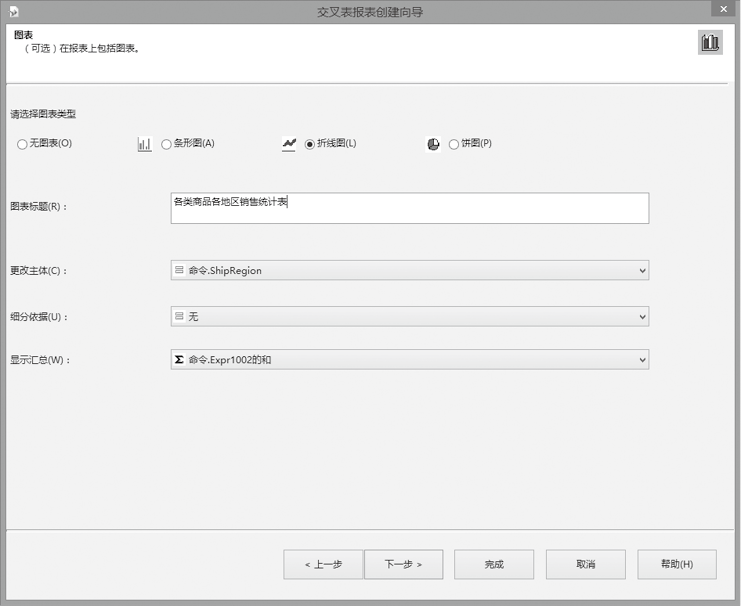 交叉表报表创建向导
图表
（可选）在报表上包括图表。
请选择图表类型
无图表(O) 条形图(A) 折线图(L) 饼图(P)
图表标题(R)： 各类商品各地区销售统计表
更改主体(C)： 命令.ShipRegion
细分依据(U)： 无
显示汇总(W)： Σ 命令.Expr1002的和
< 上一步 下一步 > 完成 取消 帮助(H)